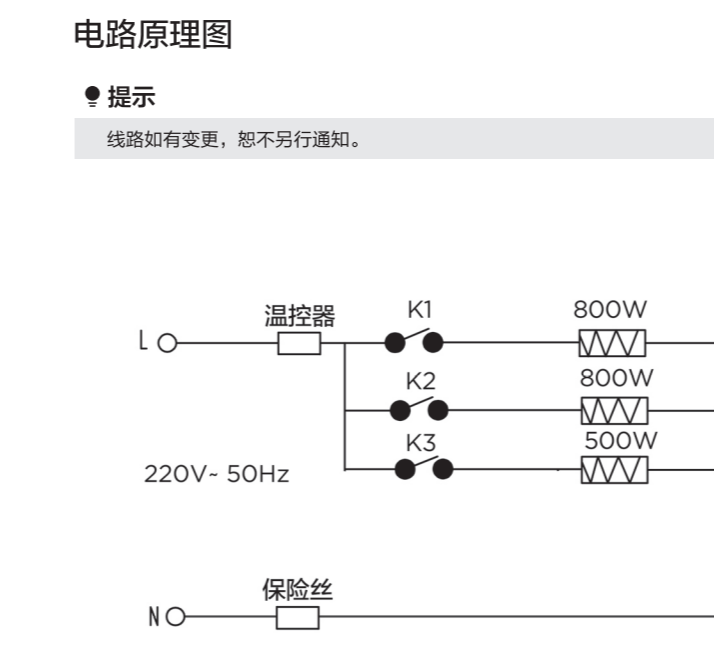 电路原理图
提示
线路如有变更，恕不另行通知。
温控器
K1
800W
L
K2
800W
K3
500W
220V~ 50Hz
保险丝
N